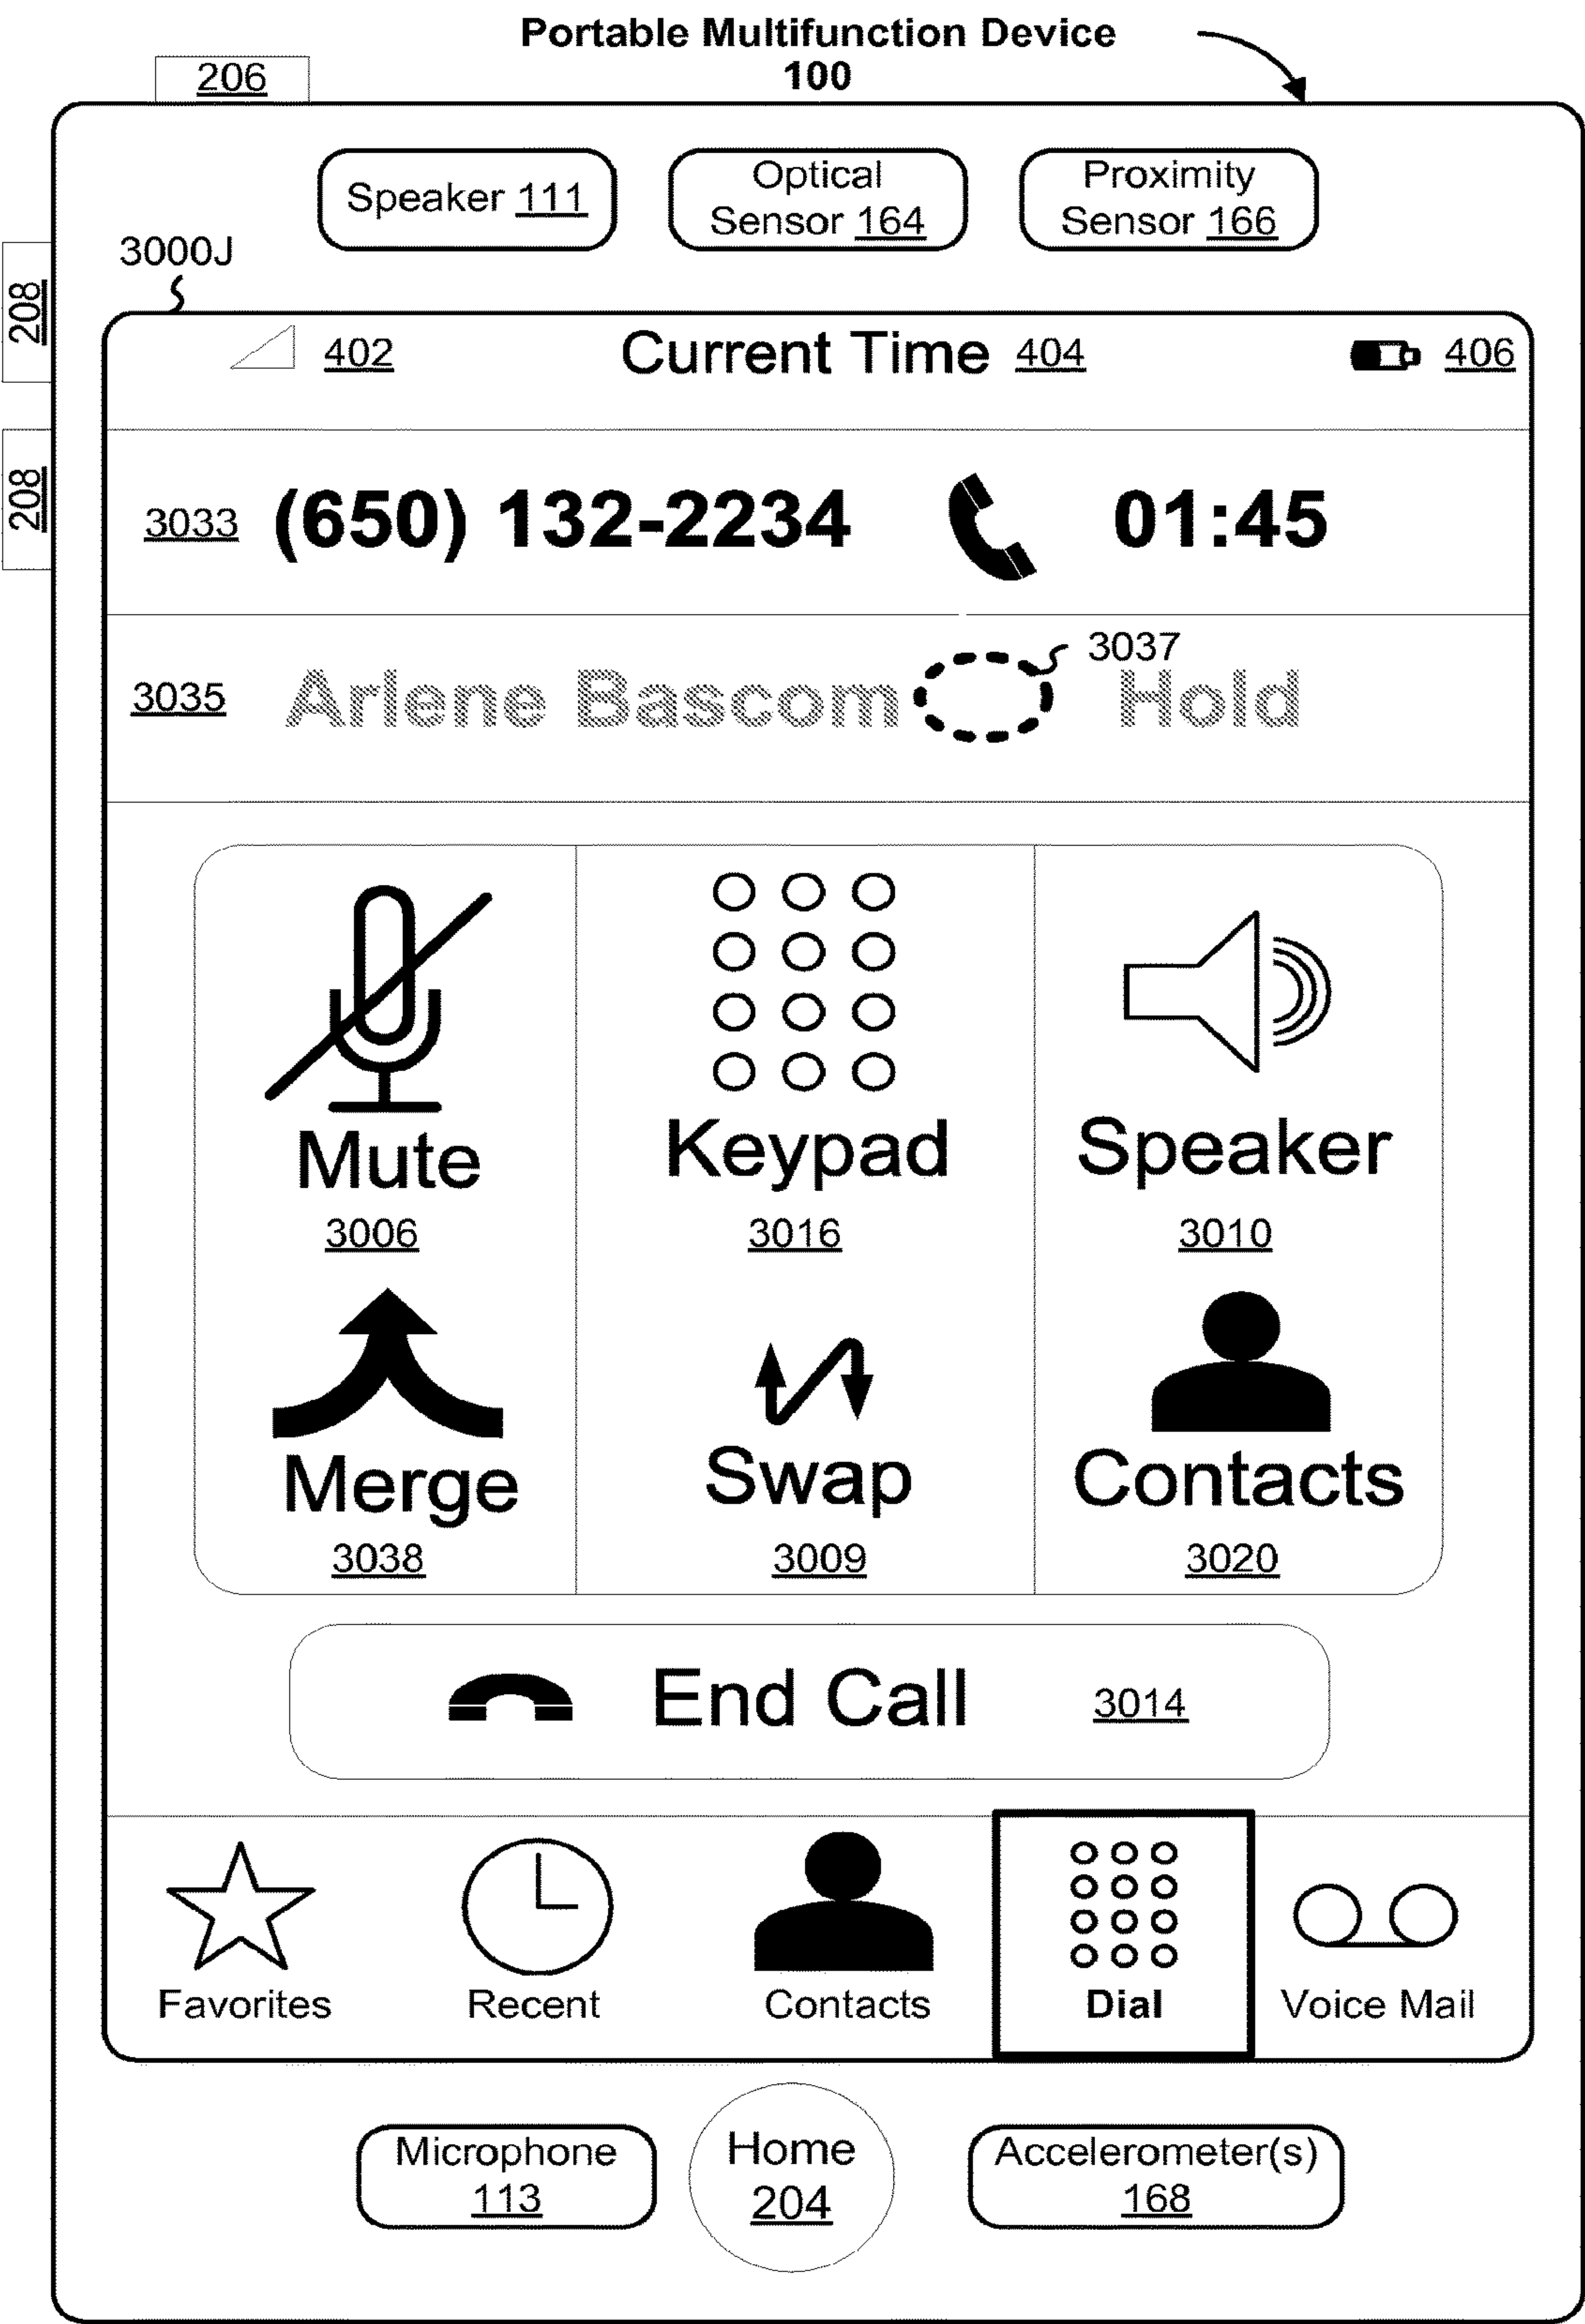 Portable Multifunction Device
100
206
Speaker 111
Optical
Sensor 164
Proximity
Sensor 166
3000J
208
402
Current Time 404
406
208
3033 (650) 132-2234 01:45
3037
3035 Arlene Bascom Hold
Mute
3006
Keypad
3016
Speaker
3010
Merge
3038
Swap
3009
Contacts
3020
End Call 3014
Favorites
Recent
Contacts
Dial
Voice Mail
Microphone
113
Home
204
Accelerometer(s)
168